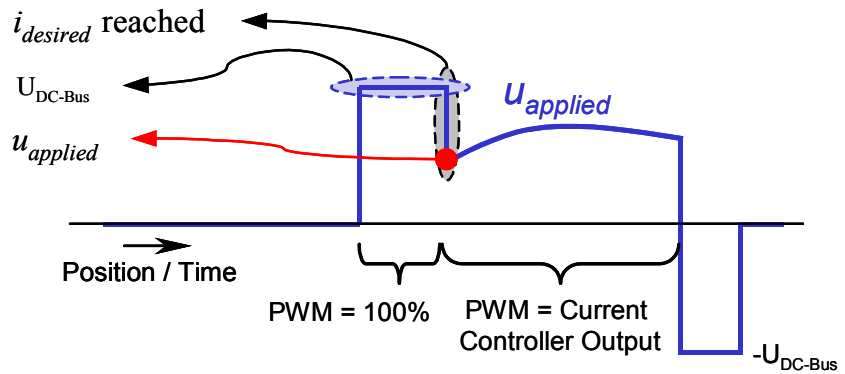 i_desired reached
U_DC-Bus
u_applied
u_applied
Position / Time
PWM = 100%
PWM = Current
Controller Output
-U_DC-Bus